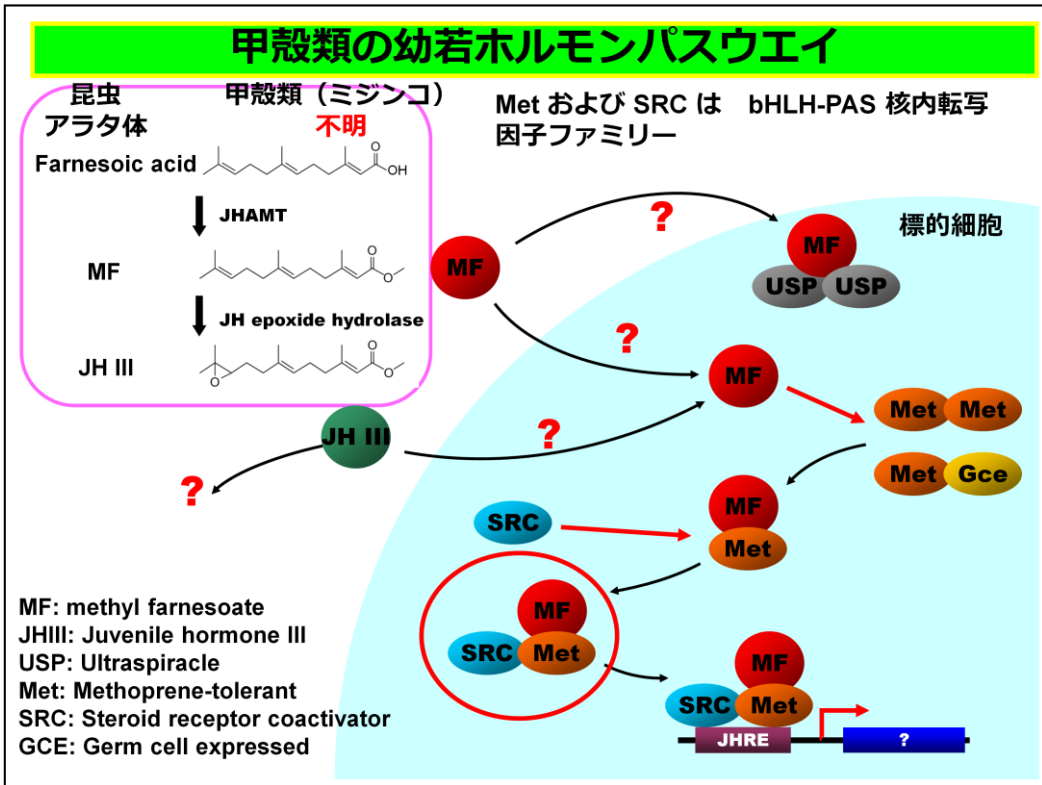 甲殻類の幼若ホルモンパスウエイ
昆虫
アラタ体
甲殻類（ミジンコ）
不明
Farnesoic acid
O
OH
JHAMT
MF
O
O
JH epoxide hydrolase
JH III
O
O
O
Met および SRC は bHLH-PAS 核内転写
因子ファミリー
標的細胞
MF
?
MF
USP USP
?
MF
JH III
?
?
Met Met
Met Gce
SRC
MF
Met
MF
SRC Met
MF
SRC Met
JHRE
?
MF: methyl farnesoate
JHIII: Juvenile hormone III
USP: Ultraspiracle
Met: Methoprene-tolerant
SRC: Steroid receptor coactivator
GCE: Germ cell expressed